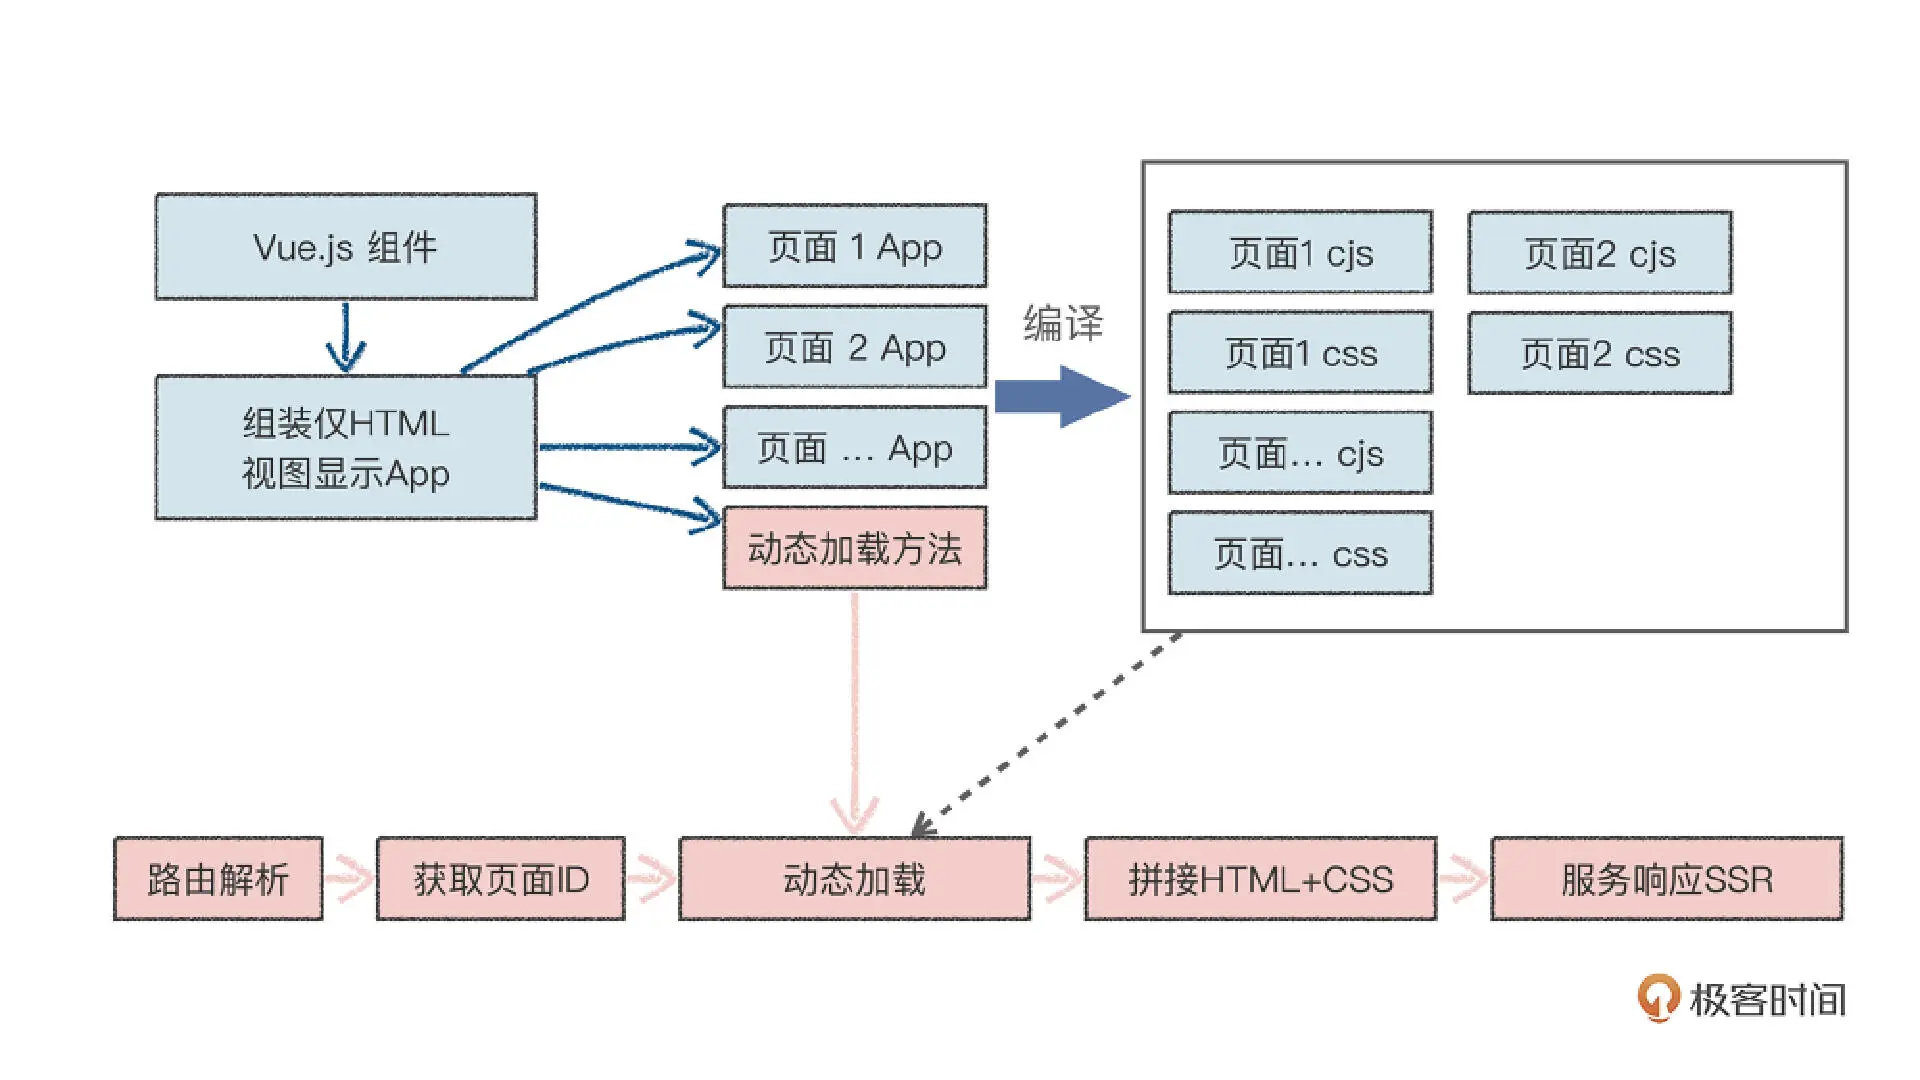 Vue.js 组件
组装仅HTML
视图显示App
页面 1 App
页面 2 App
页面 ... App
动态加载方法
编译
页面1 cjs
页面2 cjs
页面1 css
页面2 css
页面... cjs
页面... css
路由解析
获取页面ID
动态加载
拼接HTML+CSS
服务响应SSR
极客时间